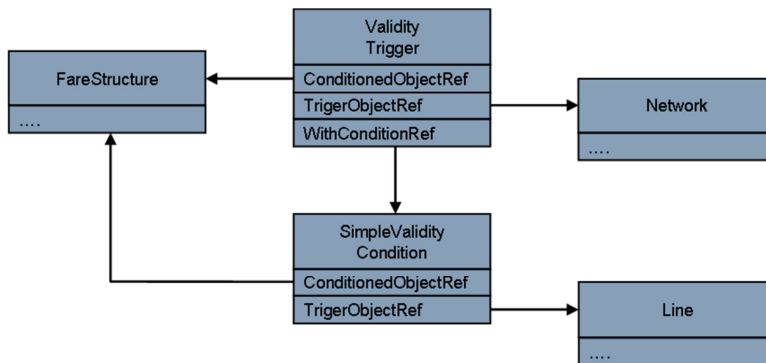 Validity
Trigger
ConditionedObjectRef
TrigerObjectRef
WithConditionRef
FareStructure
....
Network
....
SimpleValidity
Condition
ConditionedObjectRef
TrigerObjectRef
Line
....